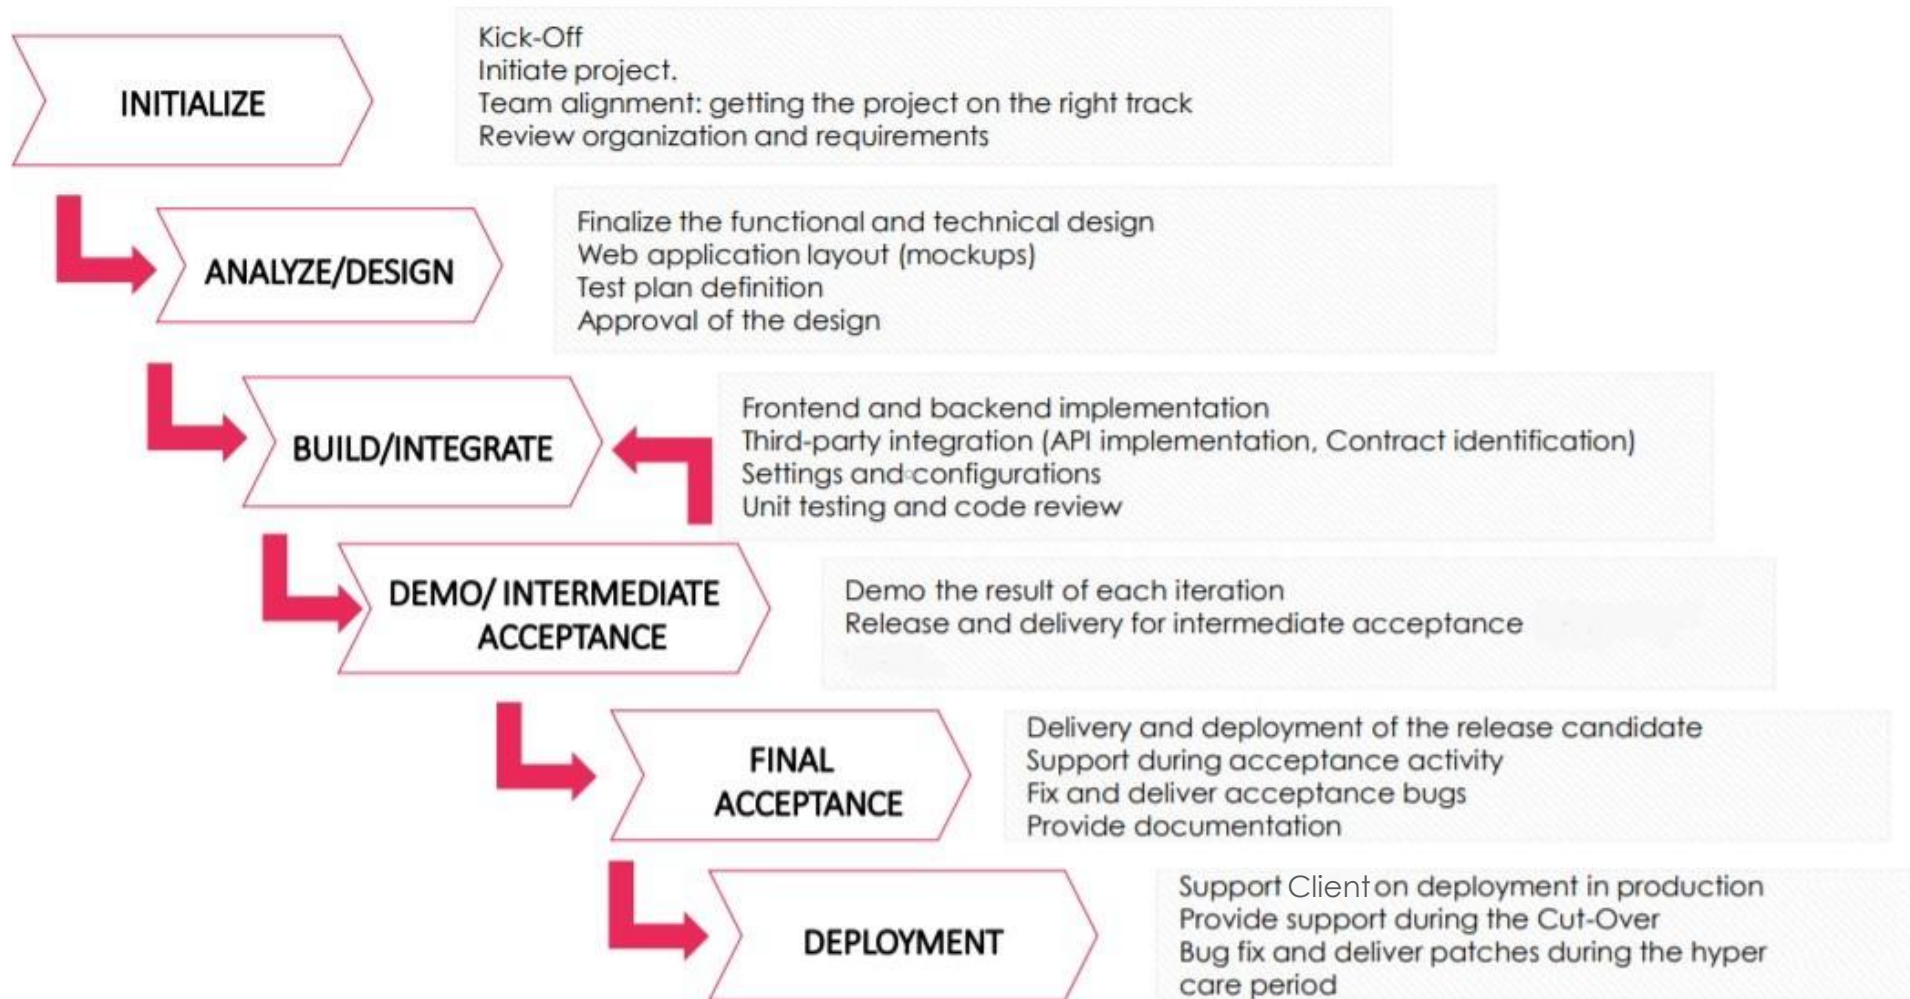 INITIALIZE
Kick-Off
Initiate project.
Team alignment: getting the project on the right track
Review organization and requirements
ANALYZE/DESIGN
Finalize the functional and technical design
Web application layout (mockups)
Test plan definition
Approval of the design
BUILD/INTEGRATE
Frontend and backend implementation
Third-party integration (API implementation, Contract identification)
Settings and configurations
Unit testing and code review
DEMO/ INTERMEDIATE
ACCEPTANCE
Demo the result of each iteration
Release and delivery for intermediate acceptance
FINAL
ACCEPTANCE
Delivery and deployment of the release candidate
Support during acceptance activity
Fix and deliver acceptance bugs
Provide documentation
DEPLOYMENT
Support Client on deployment in production
Provide support during the Cut-Over
Bug fix and deliver patches during the hyper
care period